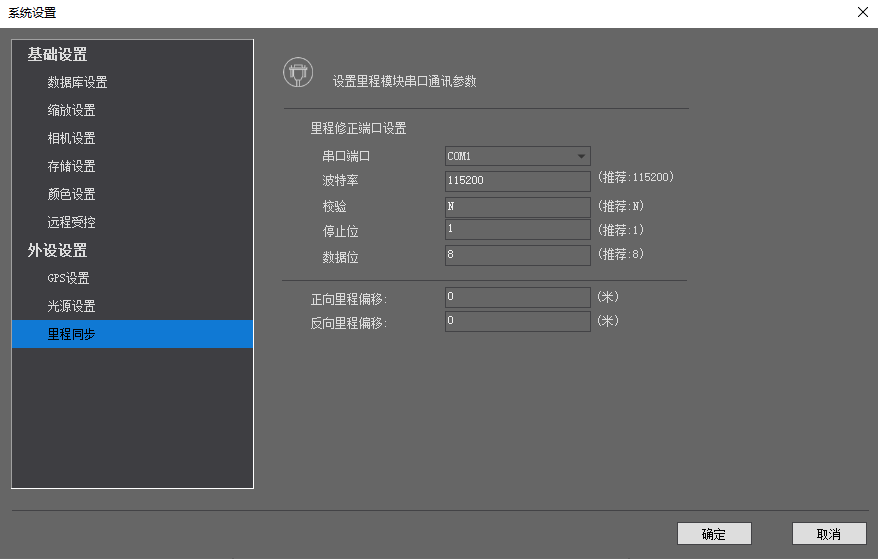 系统设置
基础设置
数据库设置
缩放设置
相机设置
存储设置
颜色设置
远程受控
外设设置
GPS设置
光源设置
里程同步
设置里程模块串口通讯参数
里程修正端口设置
串口端口 COM1
波特率 115200 (推荐:115200)
校验 N (推荐:N)
停止位 1 (推荐:1)
数据位 8 (推荐:8)
正向里程偏移: 0 (米)
反向里程偏移: 0 (米)
确定 取消